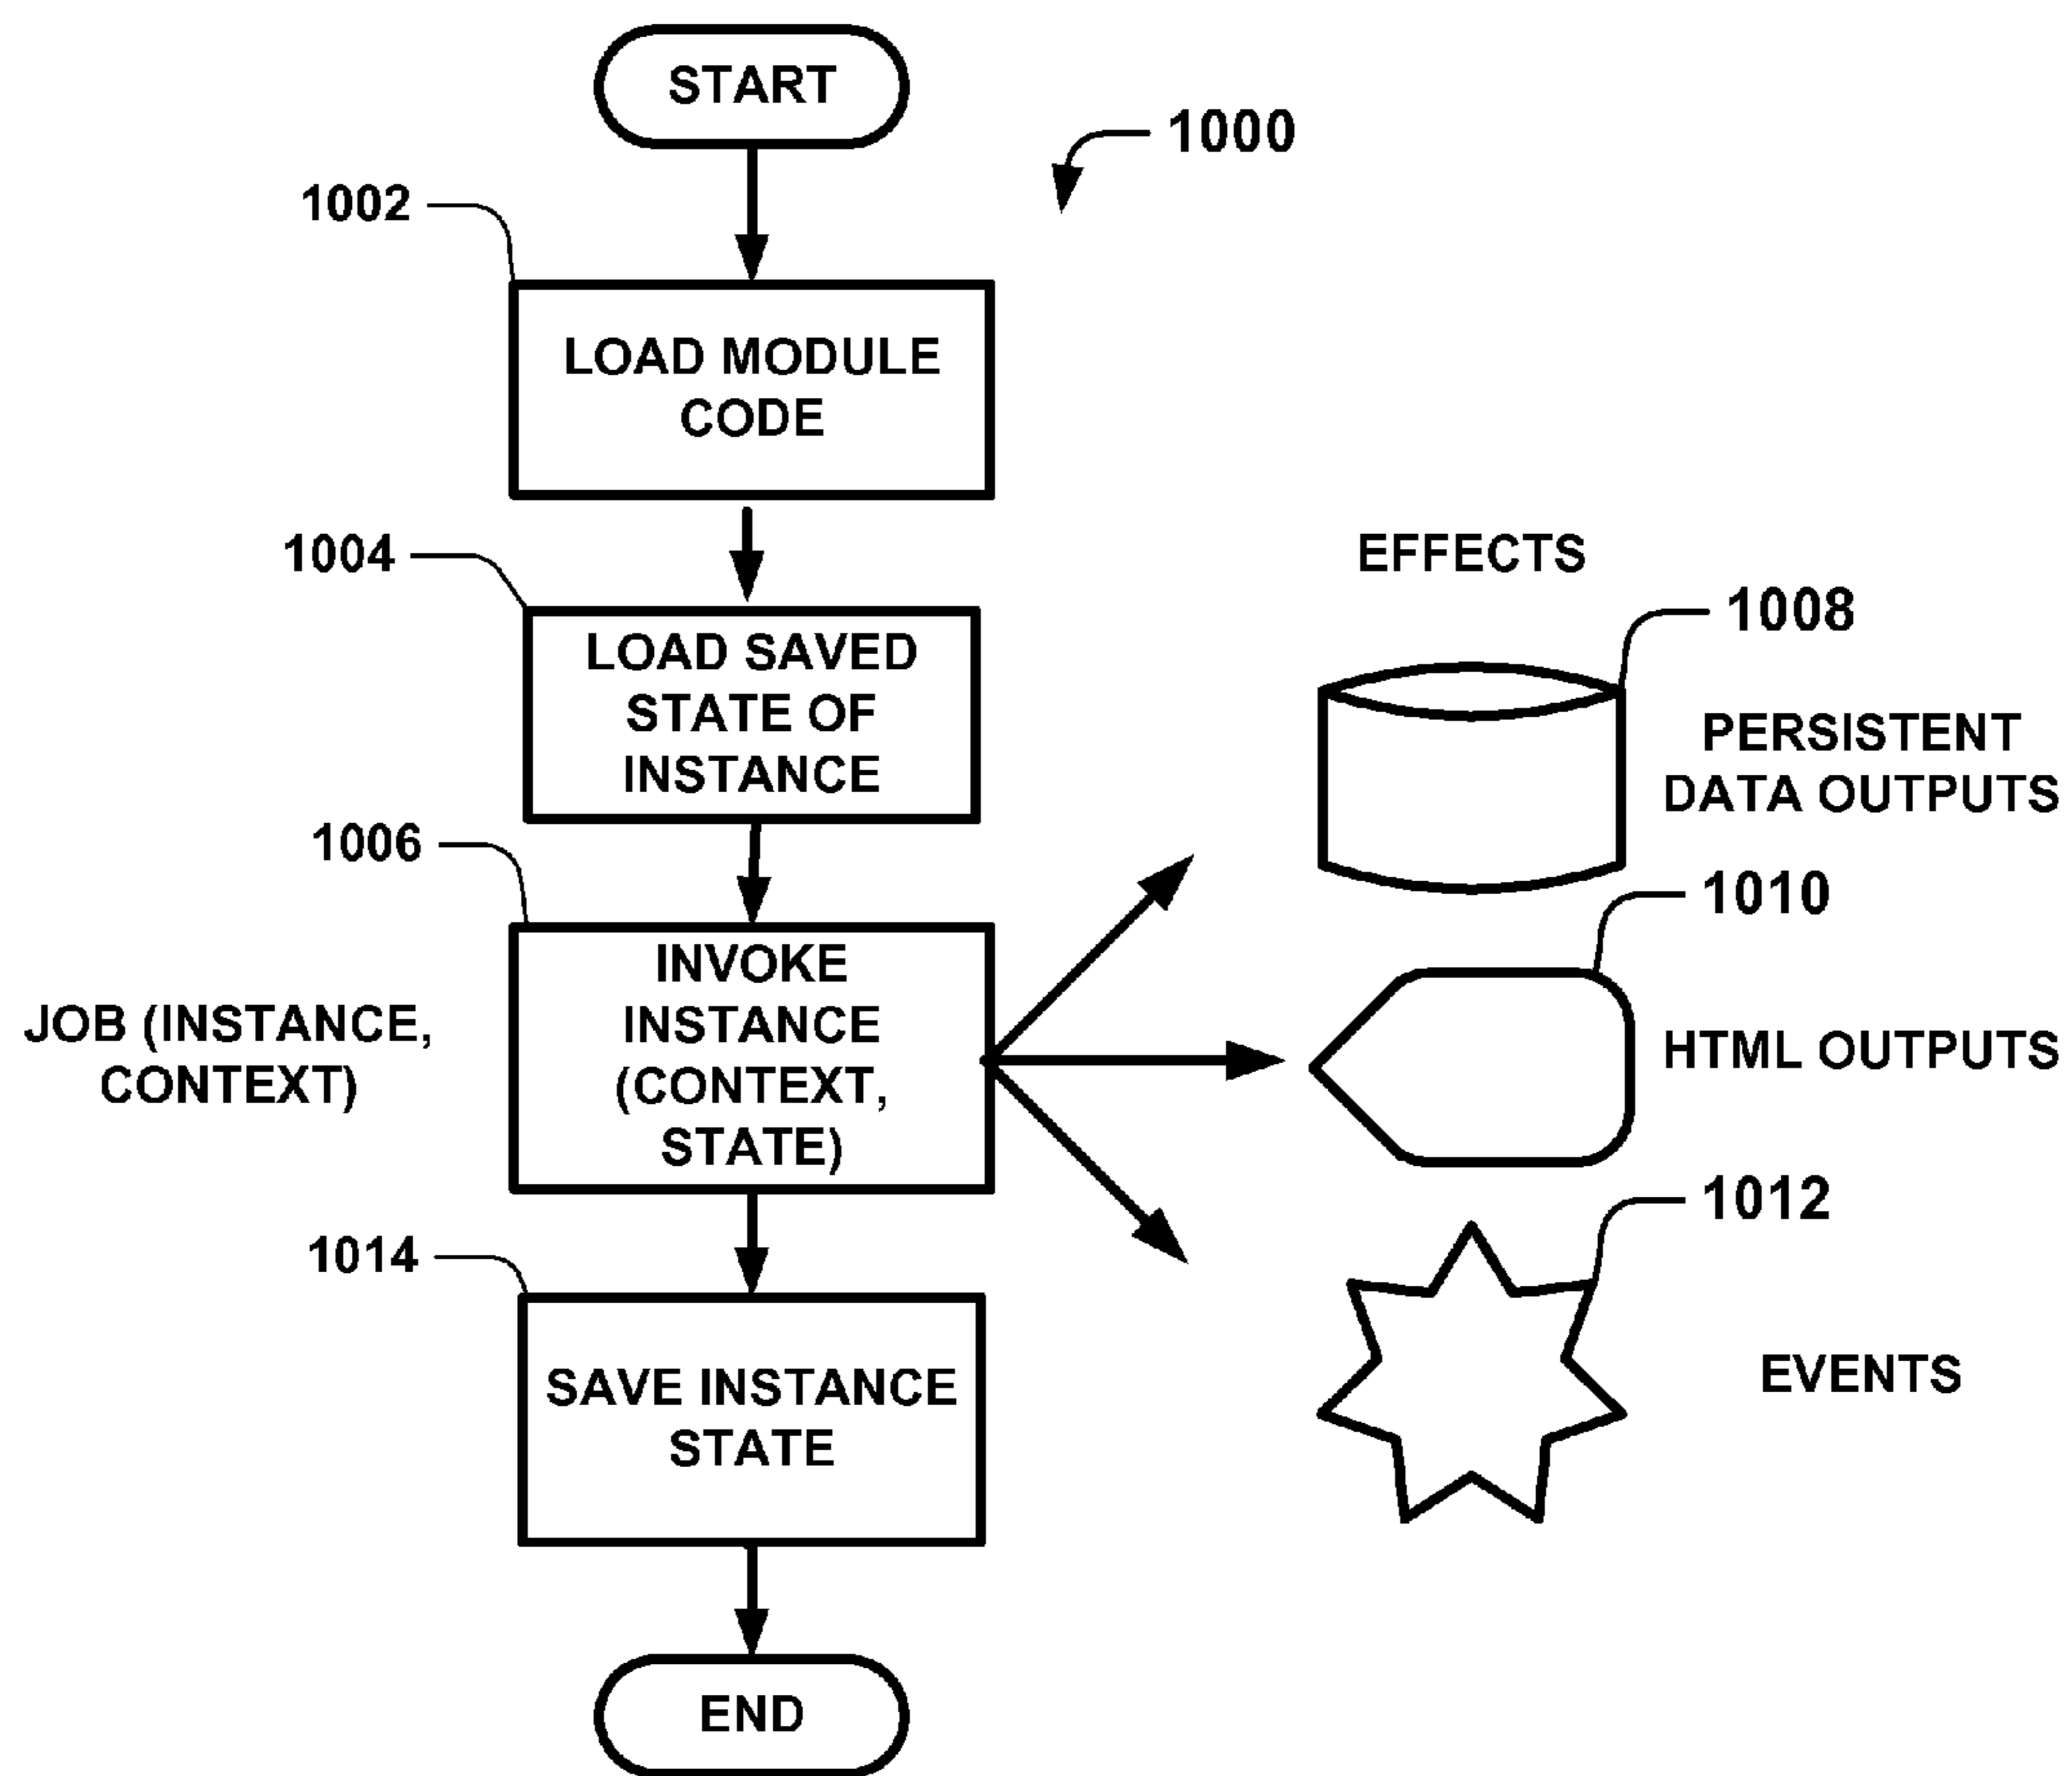 START
1000
1002
LOAD MODULE
CODE
1004
LOAD SAVED
STATE OF
INSTANCE
EFFECTS
1008
PERSISTENT
DATA OUTPUTS
1006
INVOKE
INSTANCE
(CONTEXT,
STATE)
JOB (INSTANCE,
CONTEXT)
1010
HTML OUTPUTS
1012
EVENTS
1014
SAVE INSTANCE
STATE
END